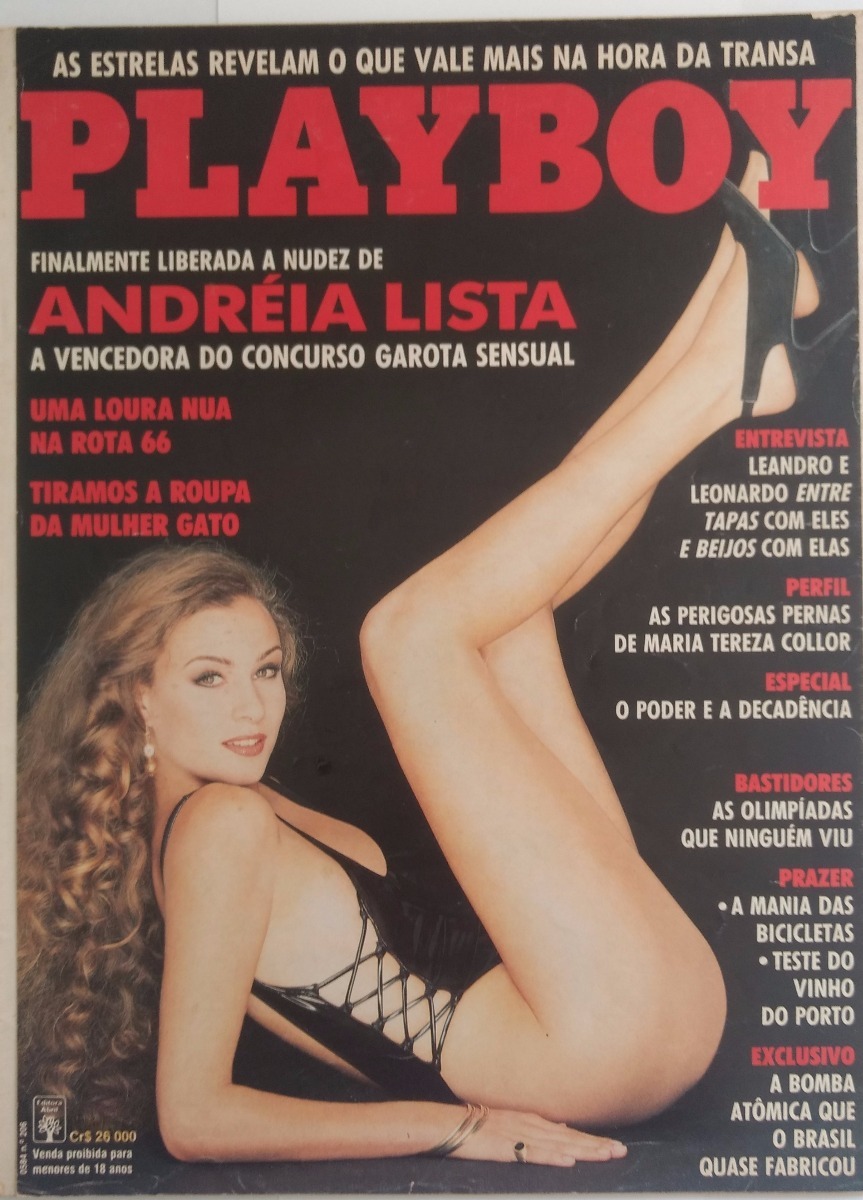 AS ESTRELAS REVELAM O QUE VALE MAIS NA HORA DA TRANSA
PLAYBOY
FINALMENTE LIBERADA A NUDEZ DE
ANDRÉIA LISTA
A VENCEDORA DO CONCURSO GAROTA SENSUAL
UMA LOURA NUA
NA ROTA 66
TIRAMOS A ROUPA
DA MULHER GATO
ENTREVISTA
LEANDRO E
LEONARDO ENTRE
TAPAS COM ELES
E BEIJOS COM ELAS
PERFIL
AS PERIGOSAS PERNAS
DE MARIA TEREZA COLLOR
ESPECIAL
O PODER E A DECADÊNCIA
BASTIDORES
AS OLIMPÍADAS
QUE NINGUÉM VIU
PRAZER
• A MANIA DAS
BICICLETAS
• TESTE DO
VINHO
DO PORTO
EXCLUSIVO
A BOMBA
ATÔMICA QUE
O BRASIL
QUASE FABRICOU
Editora
Abril
Cr$ 26 000
Venda proibida para
menores de 18 anos
0584 n.º 206